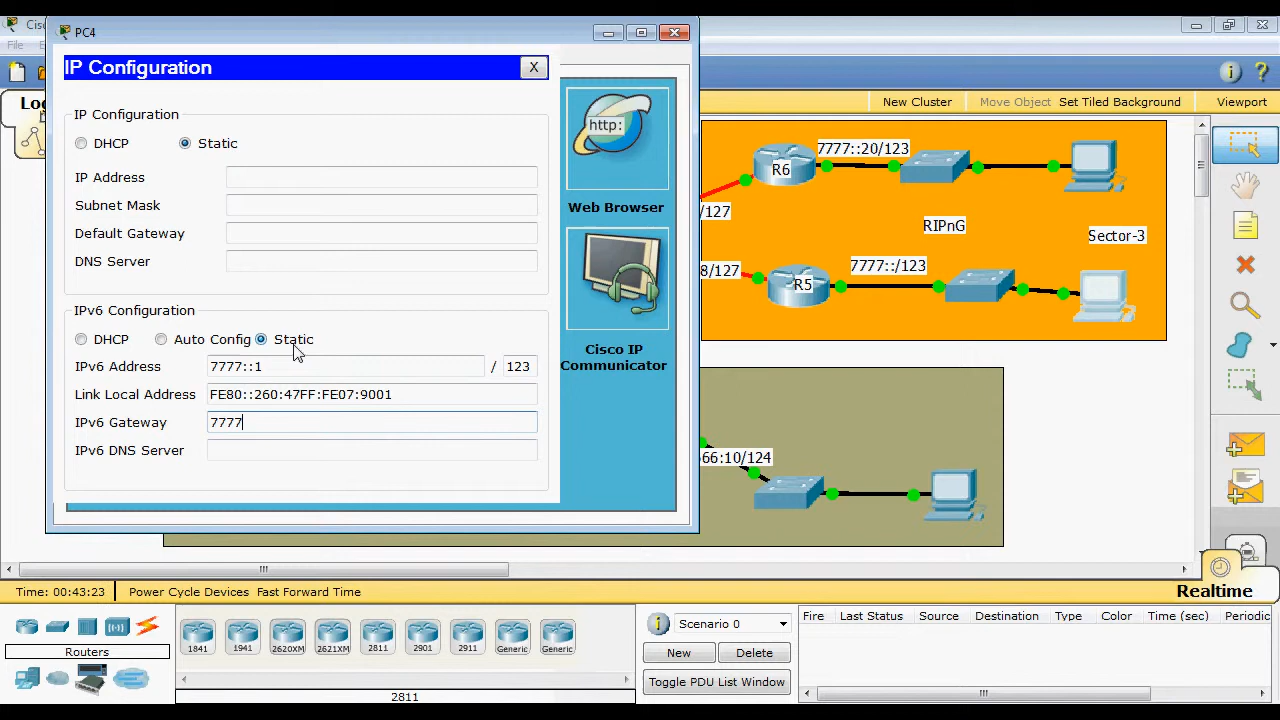 Cis
PC4
File
IP Configuration
X
IP Configuration
DHCP
Static
IP Address
Subnet Mask
Default Gateway
DNS Server
IPv6 Configuration
DHCP
Auto Config
Static
IPv6 Address
7777::1
/
123
Link Local Address
FE80::260:47FF:FE07:9001
IPv6 Gateway
7777
IPv6 DNS Server
http:
Web Browser
Cisco IP
Communicator
Log
New Cluster
Move Object
Set Tiled Background
Viewport
7777::20/123
R6
/127
RIPnG
Sector-3
8/127
7777::/123
R5
66:10/124
Time: 00:43:23
Power Cycle Devices
Fast Forward Time
Realtime
Routers
1841
1941
2620XM
2621XM
2811
2901
2911
Generic
Generic
2811
Scenario 0
New
Delete
Toggle PDU List Window
Fire
Last Status
Source
Destination
Type
Color
Time (sec)
Periodic